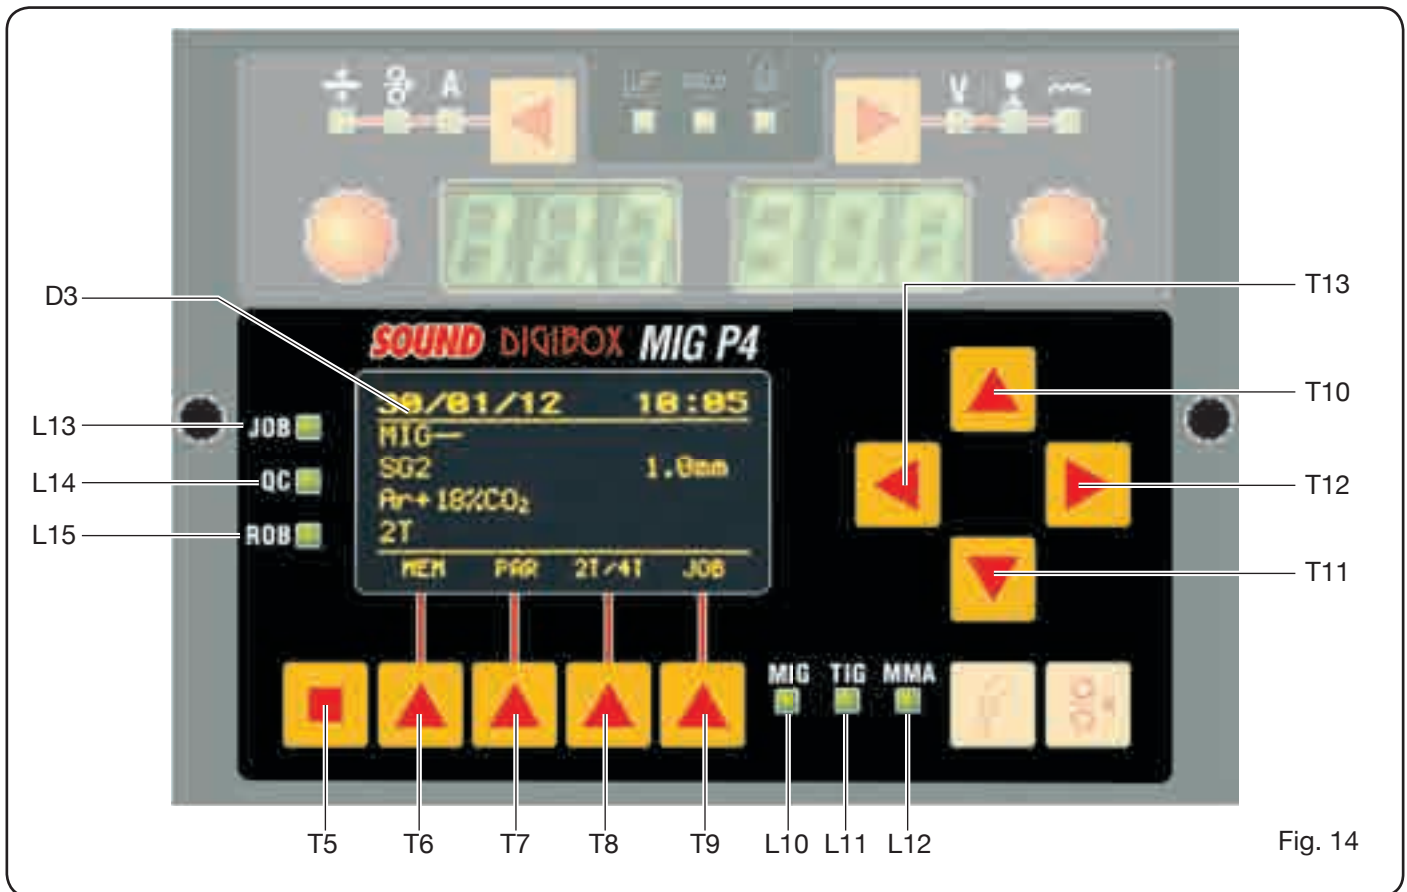 A V
D3
T13
SOUND DIGIBOX MIG P4
T10
30/01/12 10:05
L13 JOB
MIG
SG2 1.0mm
L14 QC
T12
Ar+18%CO₂
L15 ROB
2T
T11
MEM PAR 2T/4T JOB
MIG TIG MMA
T5 T6 T7 T8 T9 L10 L11 L12
Fig. 14